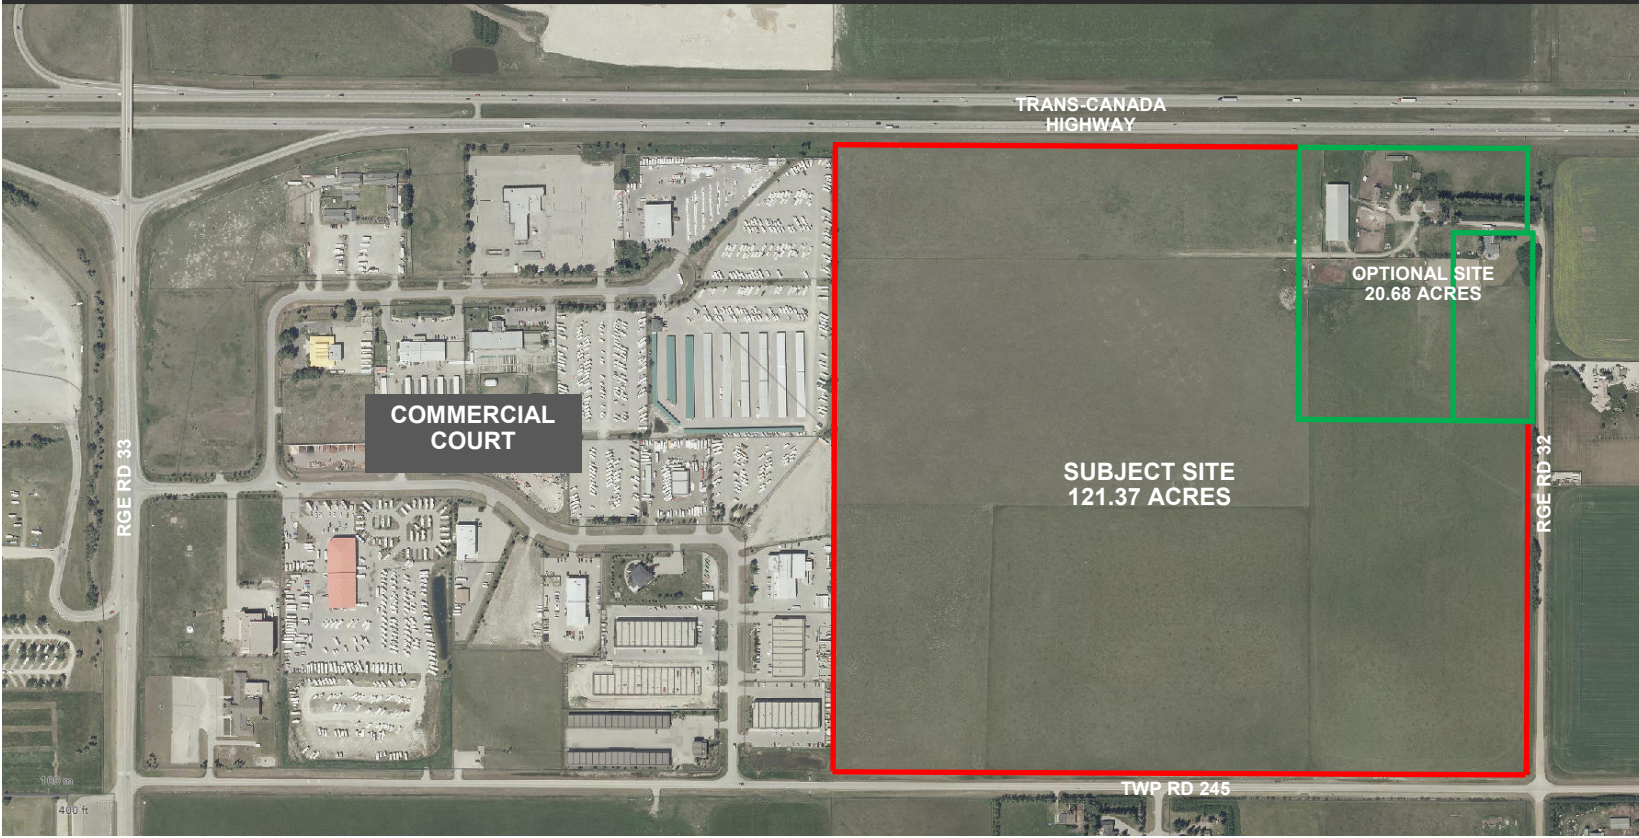 TRANS-CANADA
HIGHWAY
OPTIONAL SITE
20.68 ACRES
COMMERCIAL
COURT
RGE RD 33
SUBJECT SITE
121.37 ACRES
RGE RD 32
100 m
400 ft
TWP RD 245